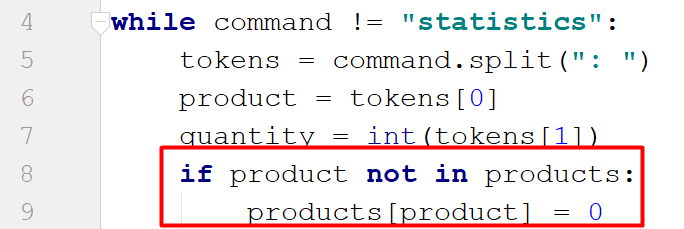 4 while command != "statistics":
5     tokens = command.split(": ")
6     product = tokens[0]
7     quantity = int(tokens[1])
8     if product not in products:
9         products[product] = 0